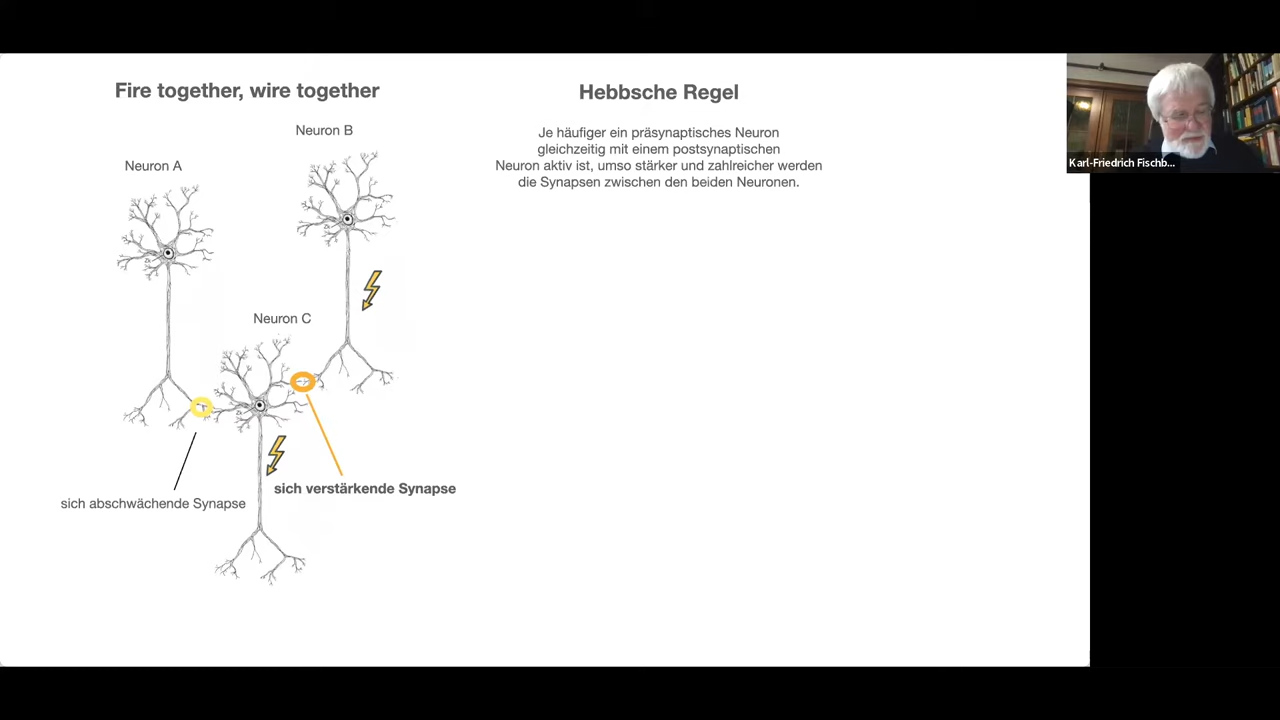 Fire together, wire together
Neuron B
Neuron A
Neuron C
sich abschwächende Synapse
sich verstärkende Synapse
Hebbsche Regel
Je häufiger ein präsynaptisches Neuron
gleichzeitig mit einem postsynaptischen
Neuron aktiv ist, umso stärker und zahlreicher werden
die Synapsen zwischen den beiden Neuronen.
Karl-Friedrich Fischb...